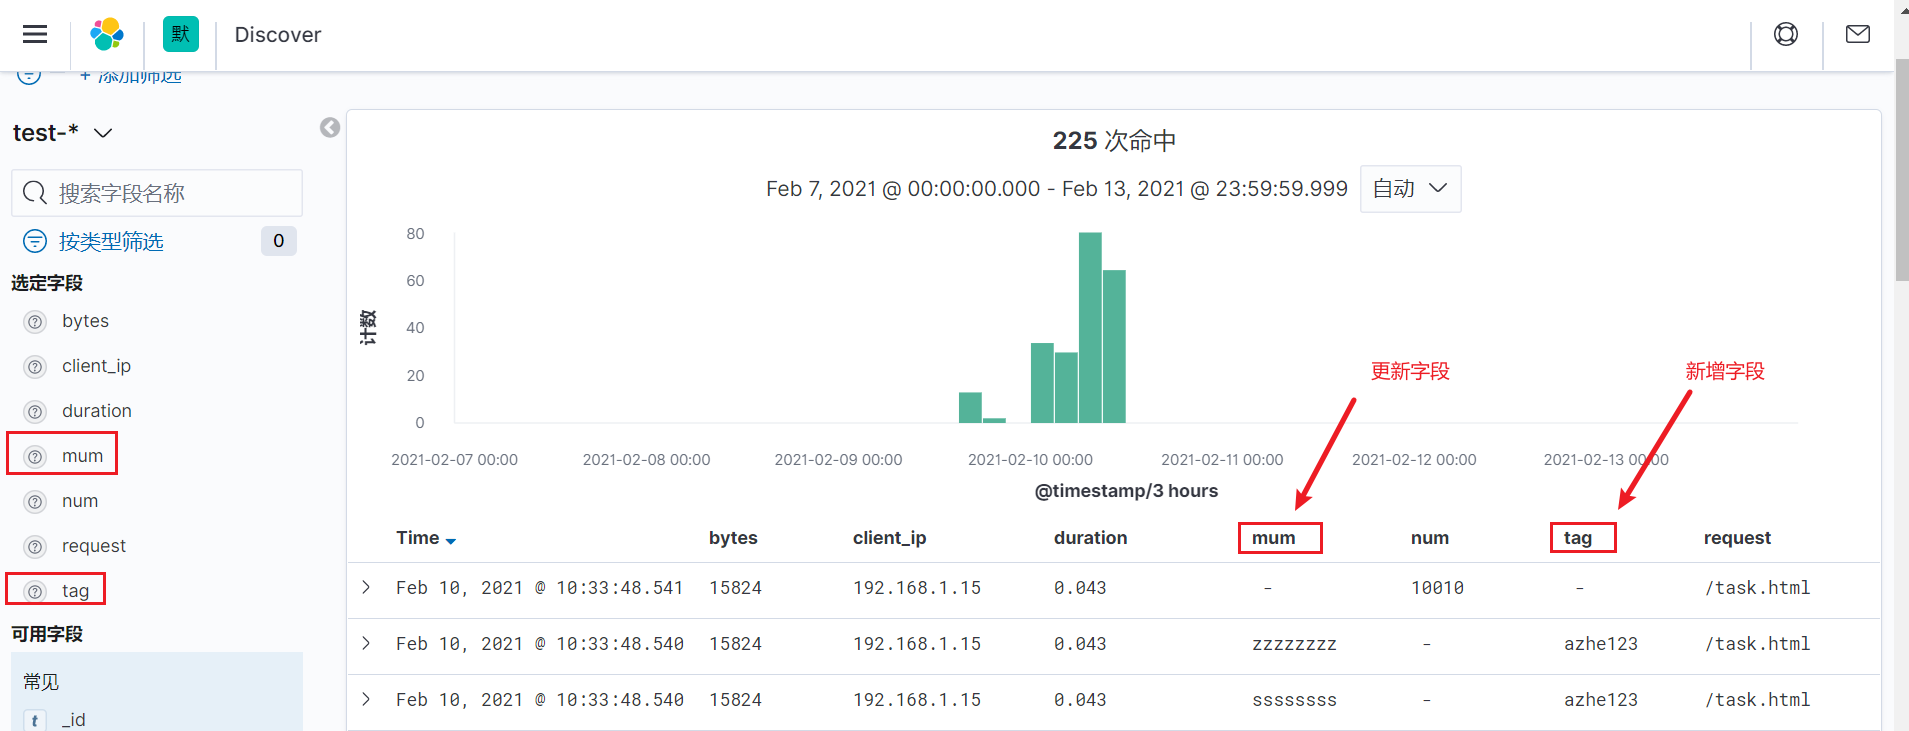 默 Discover
+ 添加筛选
test-*
搜索字段名称
按类型筛选 0
选定字段
bytes
client_ip
duration
mum
num
request
tag
可用字段
常见
t _id
225 次命中
Feb 7, 2021 @ 00:00:00.000 - Feb 13, 2021 @ 23:59:59.999 自动
计数
80
60
40
20
0
更新字段
新增字段
2021-02-07 00:00 2021-02-08 00:00 2021-02-09 00:00 2021-02-10 00:00 2021-02-11 00:00 2021-02-12 00:00 2021-02-13 00:00
@timestamp/3 hours
Time bytes client_ip duration mum num tag request
Feb 10, 2021 @ 10:33:48.541 15824 192.168.1.15 0.043 - 10010 - /task.html
Feb 10, 2021 @ 10:33:48.540 15824 192.168.1.15 0.043 zzzzzzzz - azhe123 /task.html
Feb 10, 2021 @ 10:33:48.540 15824 192.168.1.15 0.043 ssssssss - azhe123 /task.html